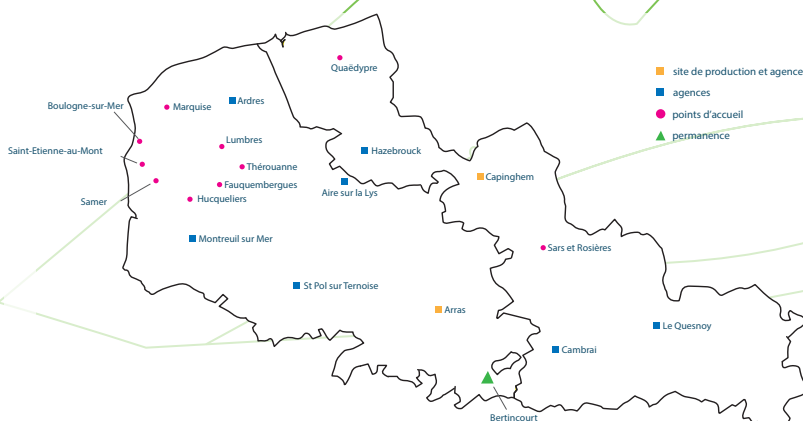 Quaëdypre
site de production et agence
agences
points d'accueil
permanence
Boulogne-sur-Mer
Marquise
Ardres
Saint-Etienne-au-Mont
Lumbres
Hazebrouck
Thérouanne
Capinghem
Fauquembergues
Aire sur la Lys
Samer
Hucqueliers
Montreuil sur Mer
Sars et Rosières
St Pol sur Ternoise
Arras
Le Quesnoy
Cambrai
Bertincourt